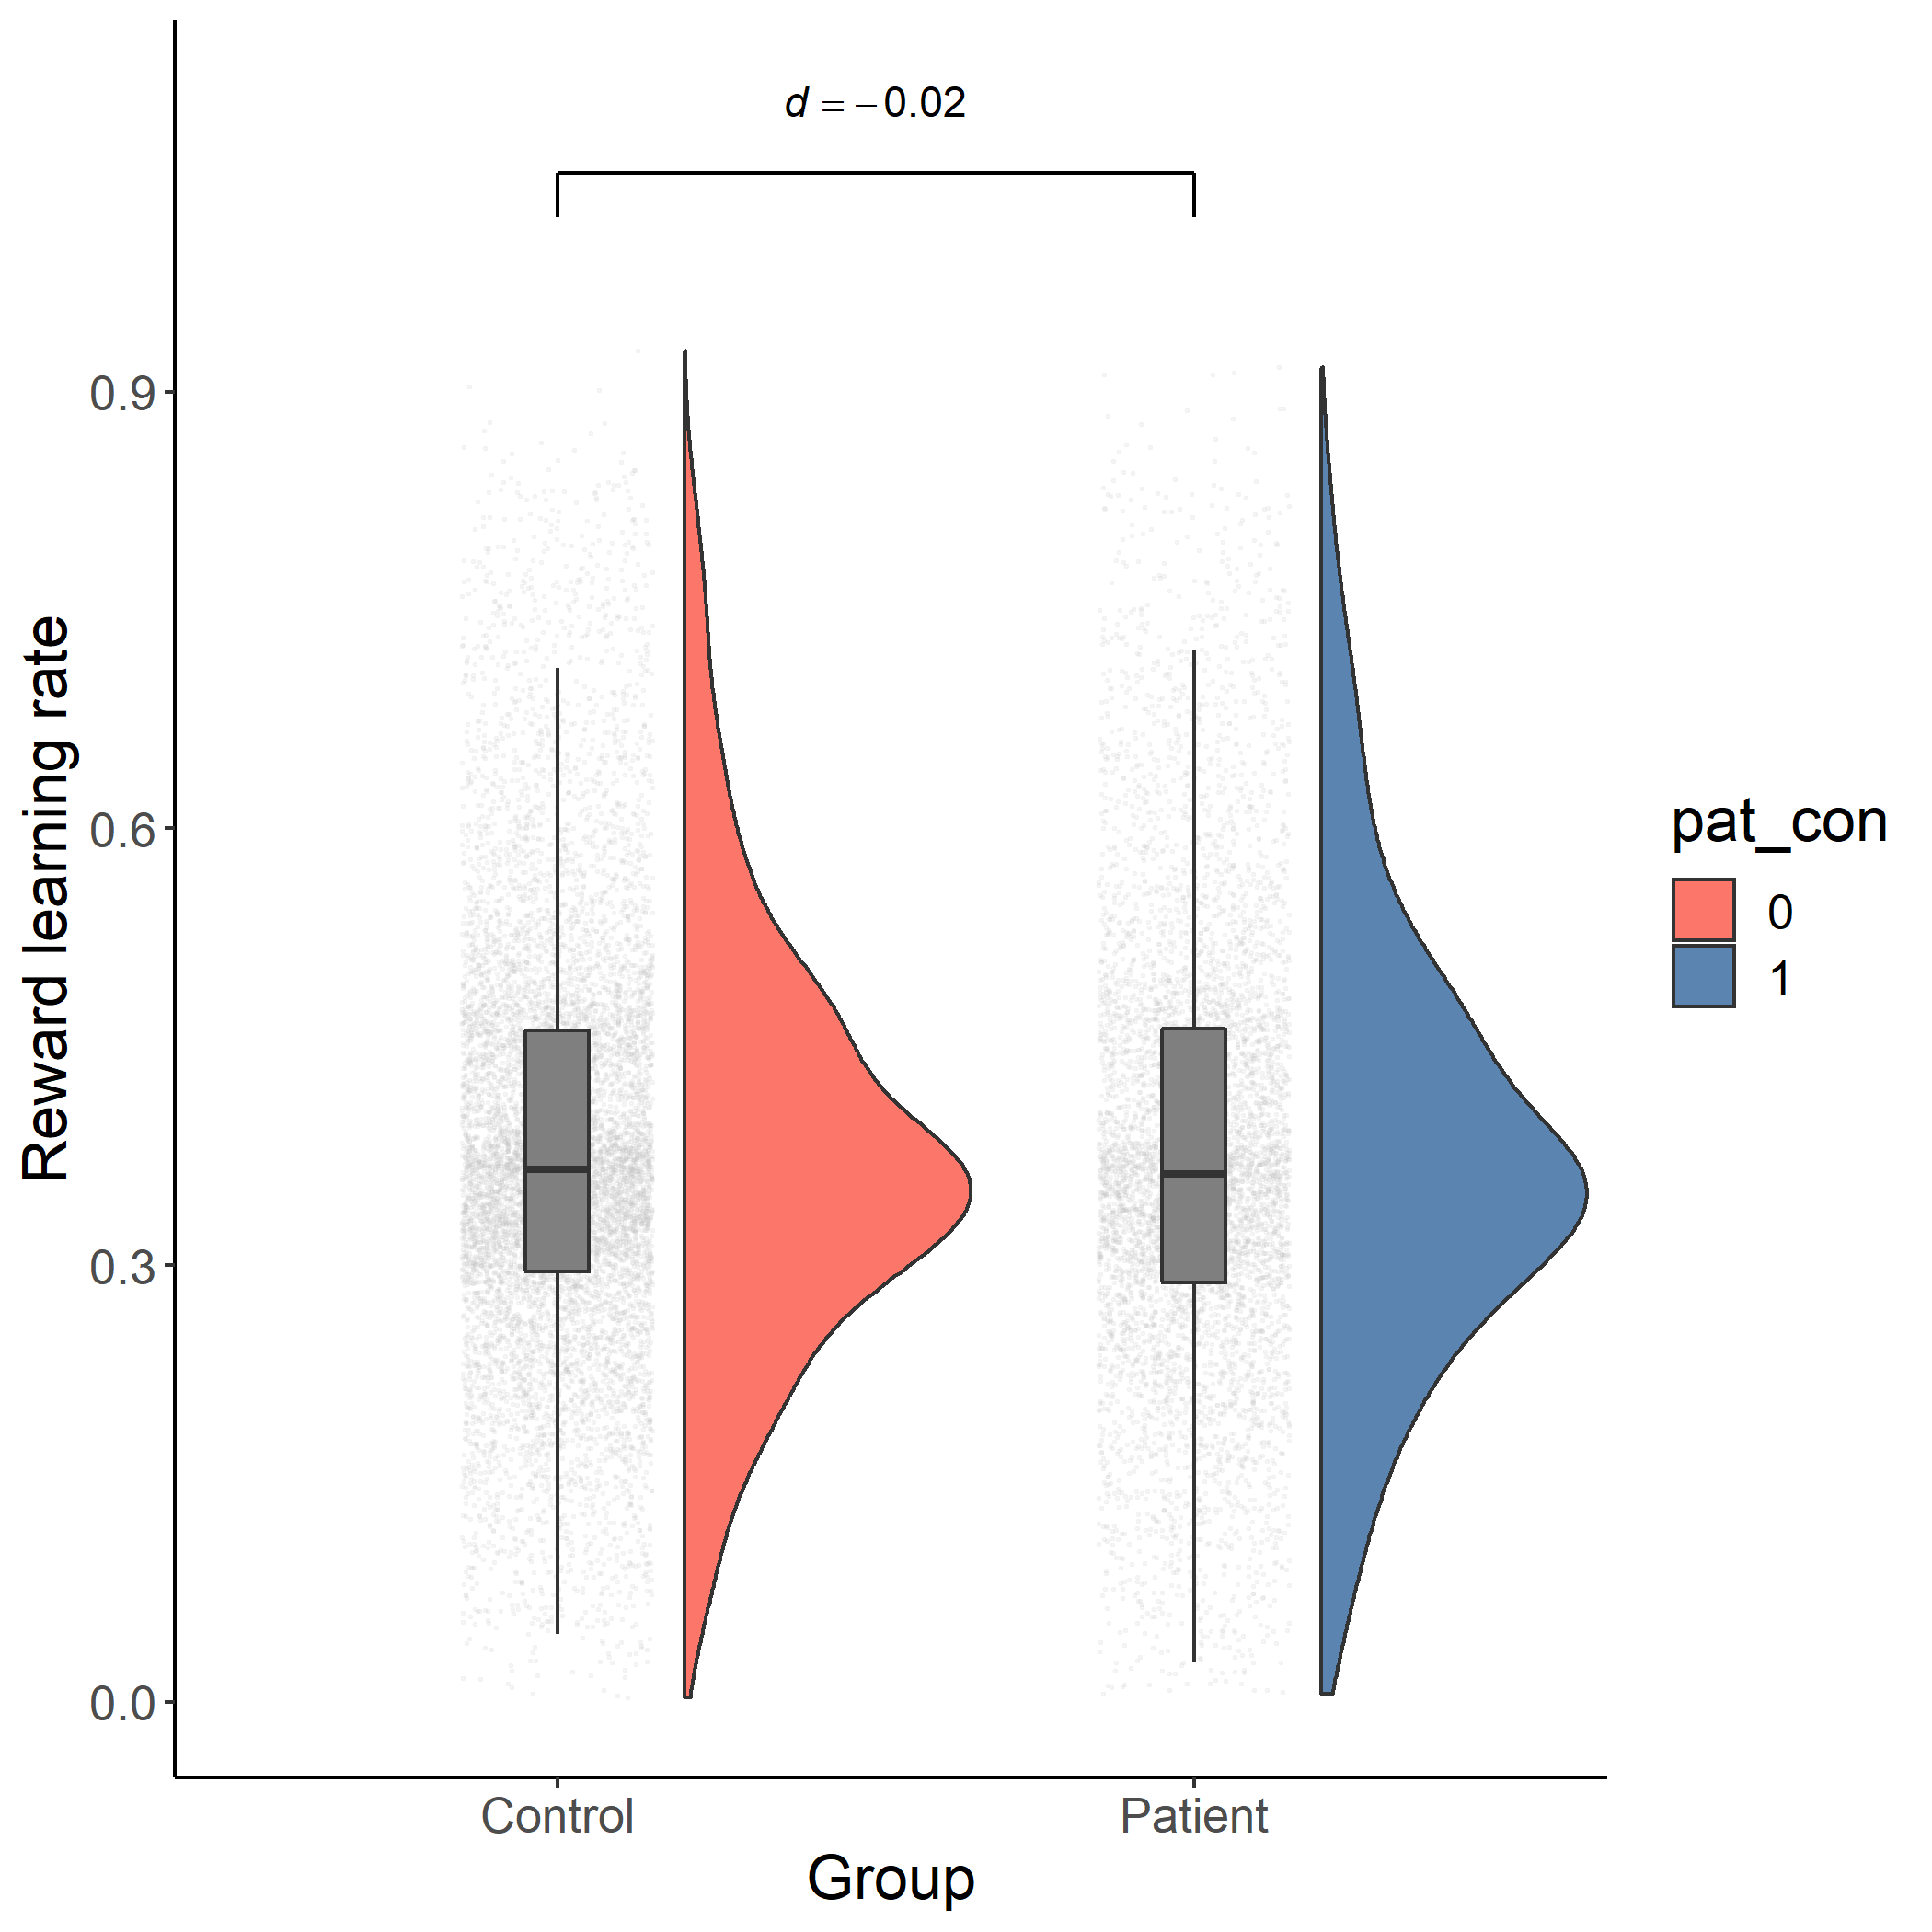 d = −0.02
0.9
0.6
0.3
0.0
Reward learning rate
Control
Patient
Group
pat_con
0
1